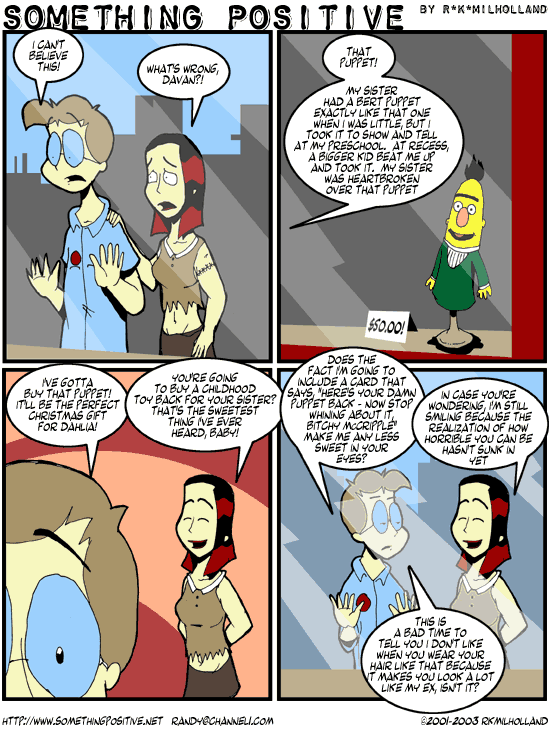 SOMETHING POSITIVE
BY R*K*MILHOLLAND
I CAN'T
BELIEVE
THIS!
WHAT'S WRONG,
DAVAN?!
THAT
PUPPET!
MY SISTER
HAD A BERT PUPPET
EXACTLY LIKE THAT ONE
WHEN I WAS LITTLE, BUT I
TOOK IT TO SHOW AND TELL
AT MY PRESCHOOL. AT RECESS,
A BIGGER KID BEAT ME UP
AND TOOK IT. MY SISTER
WAS HEARTBROKEN
OVER THAT PUPPET
$50.00!
I'VE GOTTA
BUY THAT PUPPET!
IT'LL BE THE PERFECT
CHRISTMAS GIFT
FOR DAHLIA!
YOU'RE GOING
TO BUY A CHILDHOOD
TOY BACK FOR YOUR SISTER?
THAT'S THE SWEETEST
THING I'VE EVER
HEARD, BABY!
DOES THE
FACT I'M GOING TO
INCLUDE A CARD THAT
SAYS, "HERE'S YOUR DAMN
PUPPET BACK - NOW STOP
WHINING ABOUT IT,
BITCHY McCRIPPLE"
MAKE ME ANY LESS
SWEET IN YOUR
EYES?
IN CASE YOU'RE
WONDERING, I'M STILL
SMILING BECAUSE THE
REALIZATION OF HOW
HORRIBLE YOU CAN BE
HASN'T SUNK IN
YET
THIS IS
A BAD TIME TO
TELL YOU I DON'T LIKE
WHEN YOU WEAR YOUR
HAIR LIKE THAT BECAUSE
IT MAKES YOU LOOK A LOT
LIKE MY EX, ISN'T IT?
HTTP://WWW.SOMETHINGPOSITIVE.NET RANDY@CHANNELI.COM
©2001-2003 RKMILHOLLAND